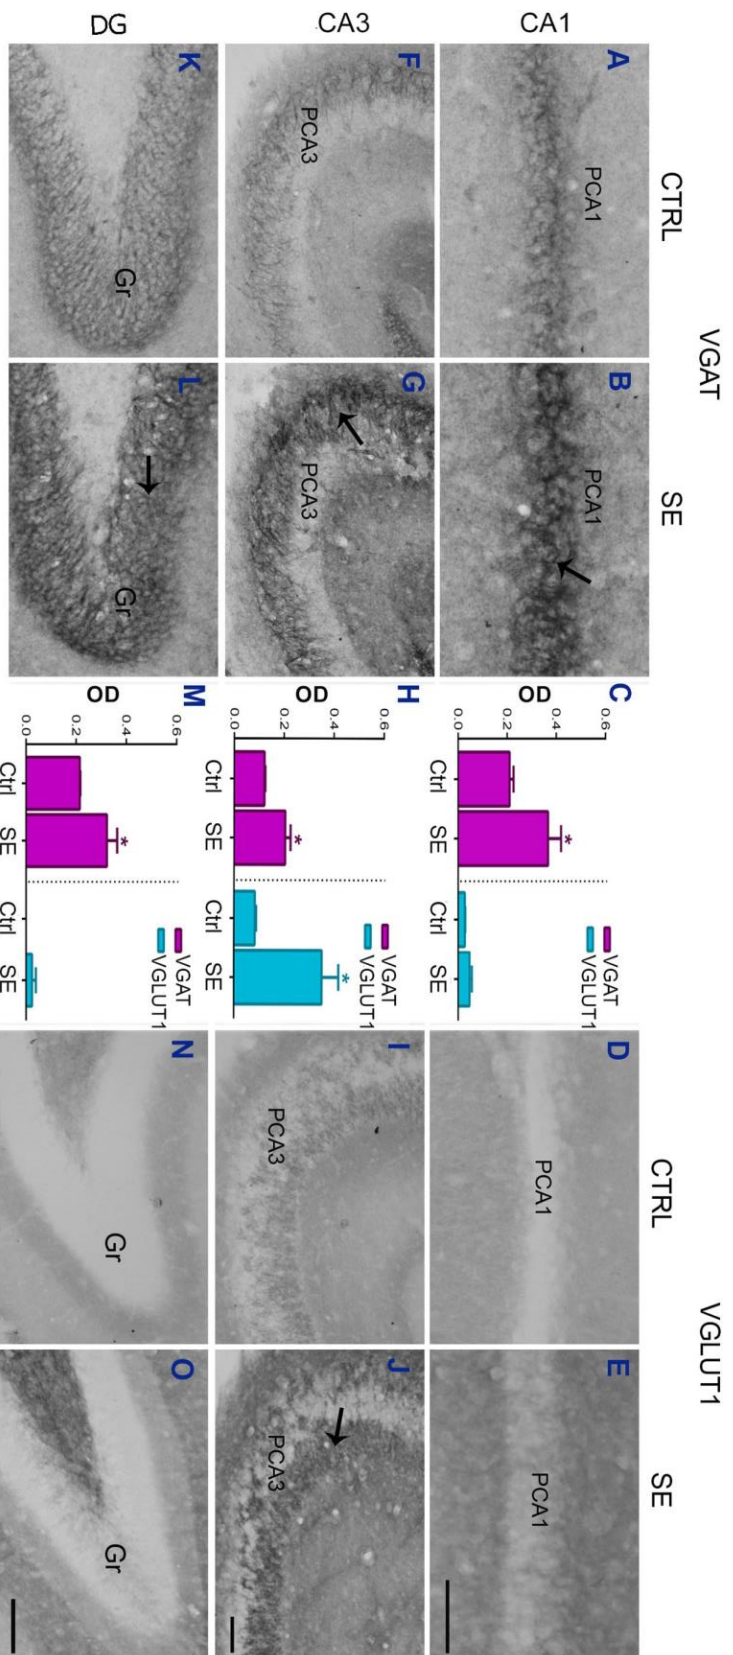 VGAT
VGLUT1
CTRL
SE
CTRL
SE
CA1
A
PCA1
B
PCA1
C
OD
0.6
0.4
0.2
0.0
*
VGAT
VGLUT1
Ctrl
SE
Ctrl
SE
D
PCA1
E
PCA1
CA3
F
PCA3
G
PCA3
H
OD
0.6
0.4
0.2
0.0
*
*
VGAT
VGLUT1
Ctrl
SE
Ctrl
SE
I
PCA3
J
PCA3
DG
K
Gr
L
Gr
M
OD
0.6
0.4
0.2
0.0
*
VGAT
VGLUT1
Ctrl
SE
Ctrl
SE
N
Gr
O
Gr